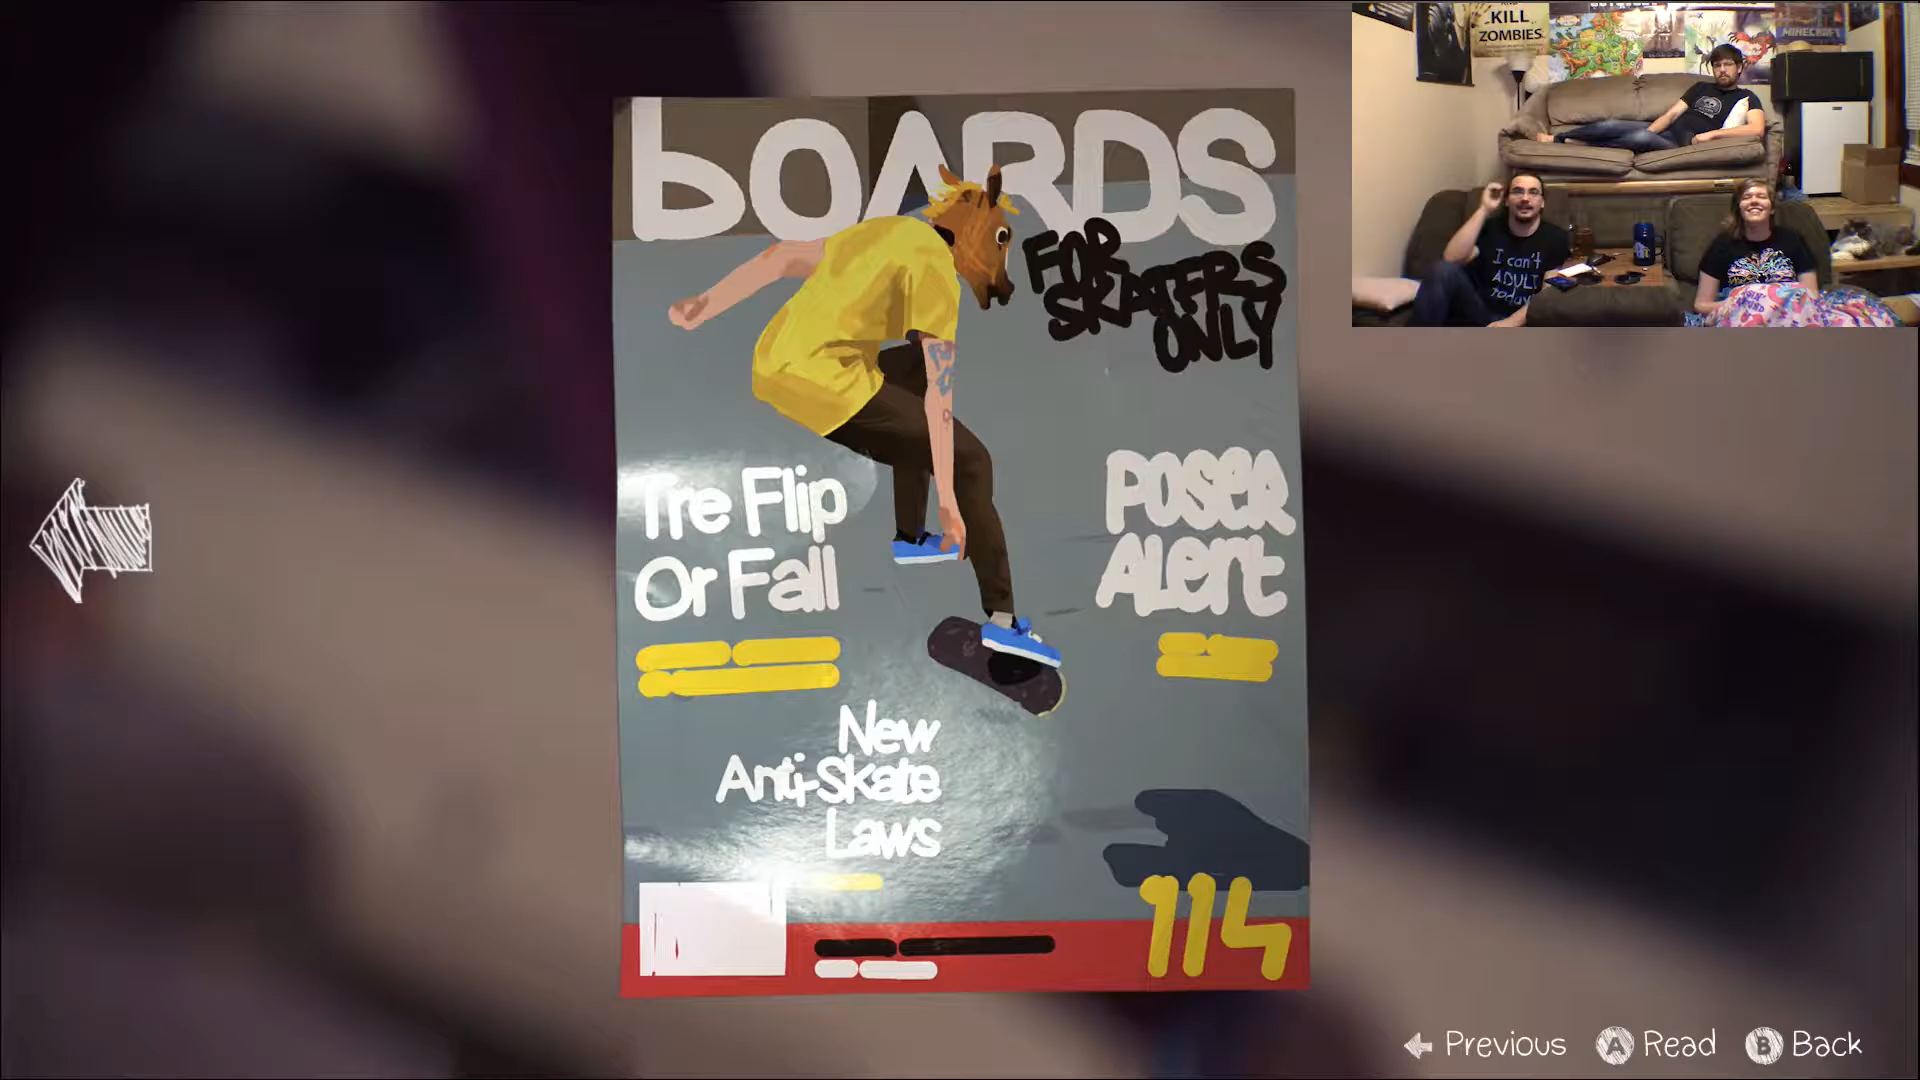 bOARDS
FOR
SKATERS
ONLY
Tre Flip
Or Fall
POSER
ALert
New
Anti-Skate
Laws
114
KILL
ZOMBIES
MINECRAFT
I can't
ADULT
today
Previous
A Read
B Back